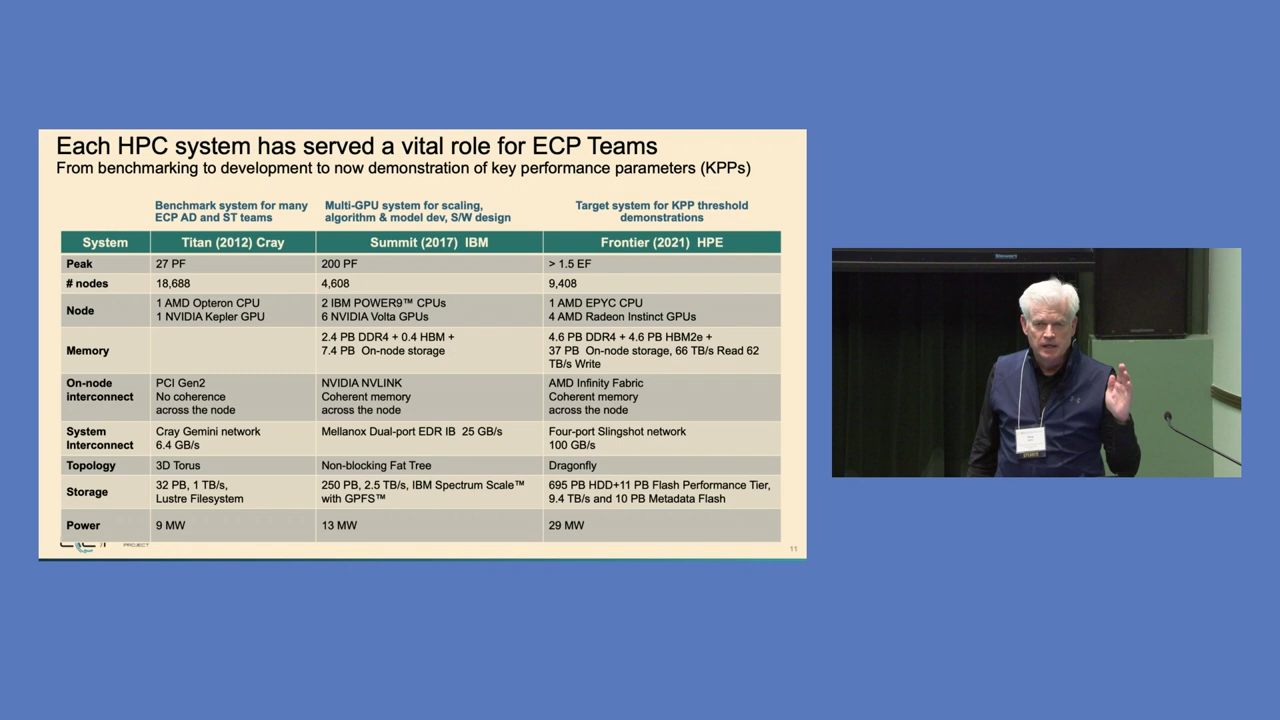 Each HPC system has served a vital role for ECP Teams
From benchmarking to development to now demonstration of key performance parameters (KPPs)
Benchmark system for many
ECP AD and ST teams
Multi-GPU system for scaling,
algorithm & model dev, S/W design
Target system for KPP threshold
demonstrations
System
Titan (2012) Cray
Summit (2017) IBM
Frontier (2021) HPE
Peak
27 PF
200 PF
> 1.5 EF
# nodes
18,688
4,608
9,408
Node
1 AMD Opteron CPU
1 NVIDIA Kepler GPU
2 IBM POWER9™ CPUs
6 NVIDIA Volta GPUs
1 AMD EPYC CPU
4 AMD Radeon Instinct GPUs
Memory
2.4 PB DDR4 + 0.4 HBM +
7.4 PB On-node storage
4.6 PB DDR4 + 4.6 PB HBM2e +
37 PB On-node storage, 66 TB/s Read 62
TB/s Write
On-node
interconnect
PCI Gen2
No coherence
across the node
NVIDIA NVLINK
Coherent memory
across the node
AMD Infinity Fabric
Coherent memory
across the node
System
Interconnect
Cray Gemini network
6.4 GB/s
Mellanox Dual-port EDR IB 25 GB/s
Four-port Slingshot network
100 GB/s
Topology
3D Torus
Non-blocking Fat Tree
Dragonfly
Storage
32 PB, 1 TB/s,
Lustre Filesystem
250 PB, 2.5 TB/s, IBM Spectrum Scale™
with GPFS™
695 PB HDD+11 PB Flash Performance Tier,
9.4 TB/s and 10 PB Metadata Flash
Power
9 MW
13 MW
29 MW
PROJECT
11
Stewart